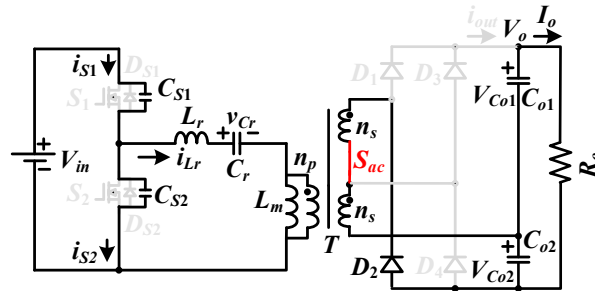 i_out V_o I_o
i_S1 D_S1
S_1 C_S1
D_1 D_3 V_Co1 C_o1
L_r v_Cr
n_s
V_in i_Lr C_r n_p S_ac
S_2 C_S2 L_m n_s
D_S2 T
i_S2 D_2 D_4 V_Co2 C_o2